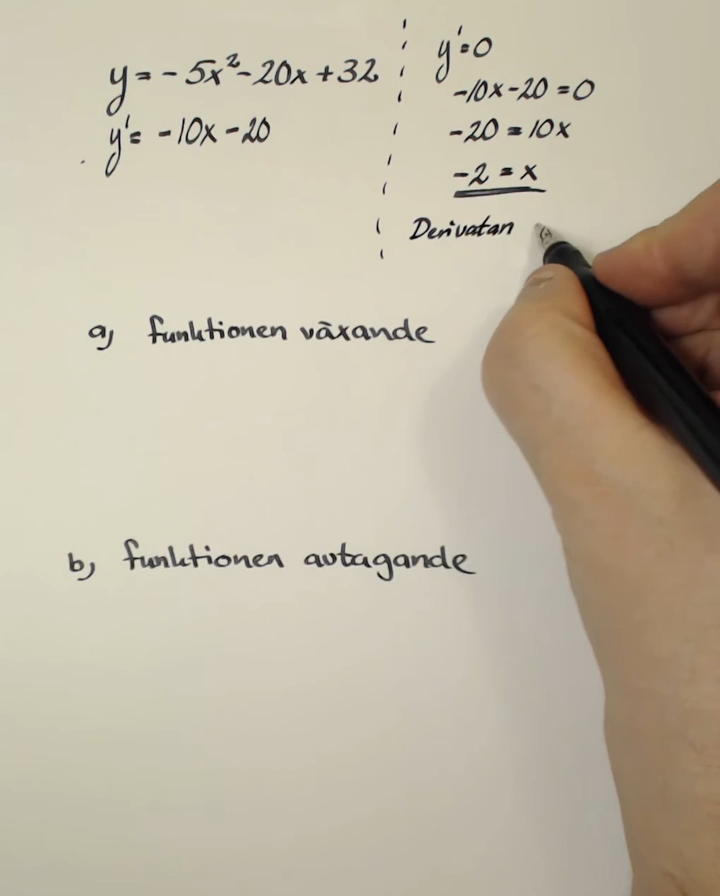 y = -5x² - 20x + 32
y' = -10x - 20
y' = 0
-10x - 20 = 0
-20 = 10x
-2 = x
Derivatan
a) funktionen växande
b) funktionen avtagande